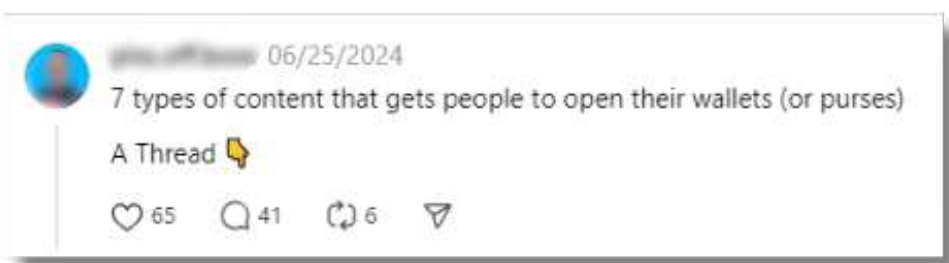 06/25/2024
7 types of content that gets people to open their wallets (or purses)
A Thread 👇
65 41 6